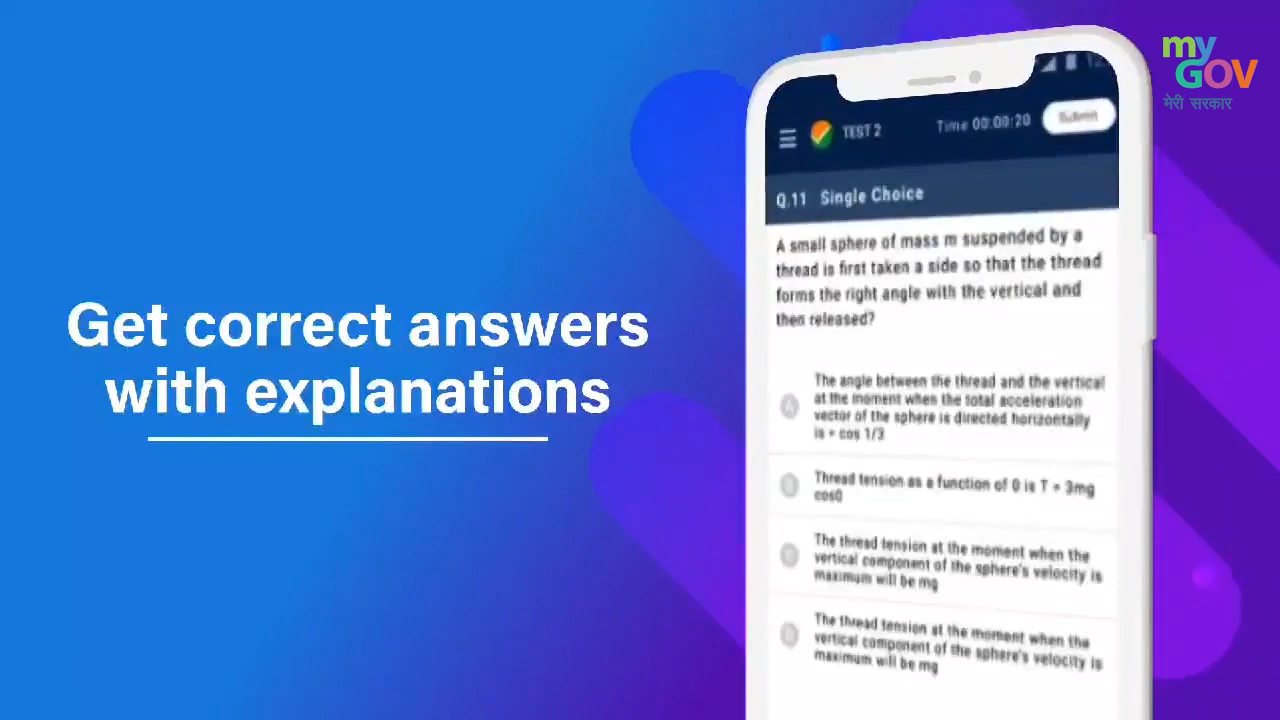 my
GOV
मेरी सरकार
Get correct answers
with explanations
TEST 2
Time 00:00:20
Submit
Q.11 Single Choice
A small sphere of mass m suspended by a
thread is first taken a side so that the thread
forms the right angle with the vertical and
then released?
A
The angle between the thread and the vertical
at the moment when the total acceleration
vector of the sphere is directed horizontally
is = cos 1/3
B
Thread tension as a function of θ is T = 3mg
cosθ
The thread tension at the moment when the
vertical component of the sphere's velocity is
maximum will be mg
The thread tension at the moment when the
vertical component of the sphere's velocity is
maximum will be mg